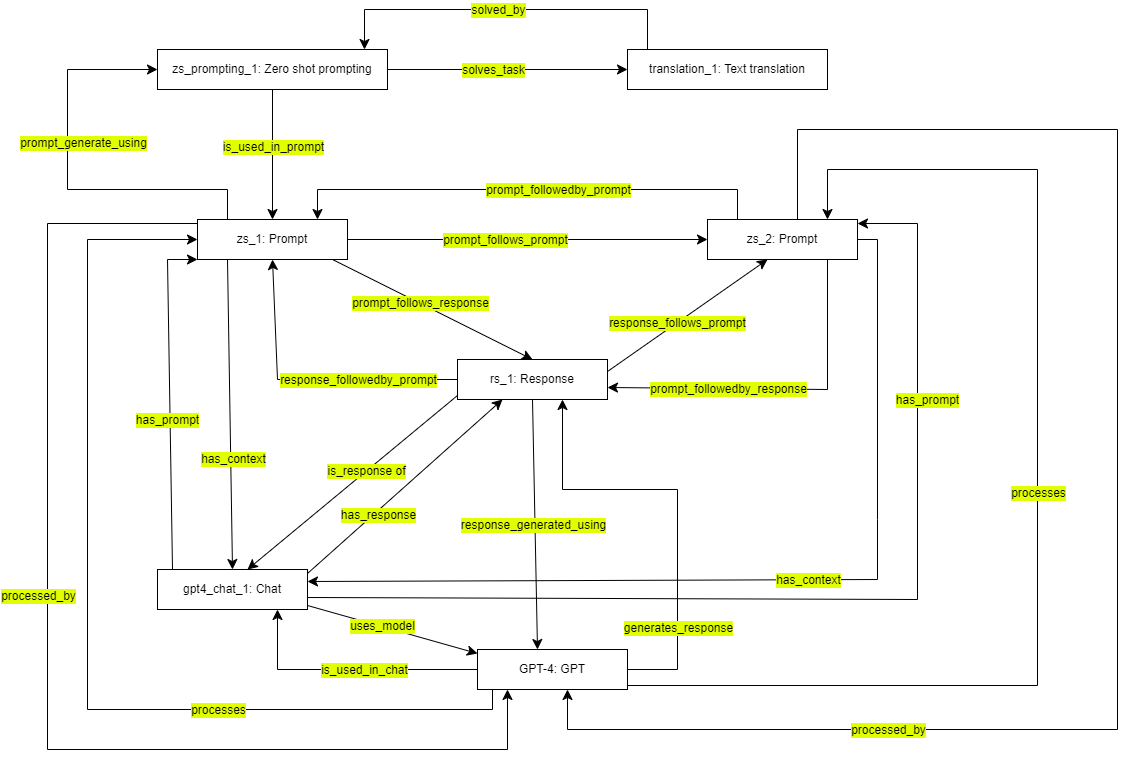 solved_by
zs_prompting_1: Zero shot prompting
solves_task
translation_1: Text translation
prompt_generate_using
is_used_in_prompt
prompt_followedby_prompt
zs_1: Prompt
prompt_follows_prompt
zs_2: Prompt
prompt_follows_response
response_follows_prompt
response_followedby_prompt
rs_1: Response
prompt_followedby_response
has_prompt
has_prompt
has_context
is_response of
processes
has_response
response_generated_using
has_context
gpt4_chat_1: Chat
processed_by
uses_model
generates_response
is_used_in_chat
GPT-4: GPT
processes
processed_by